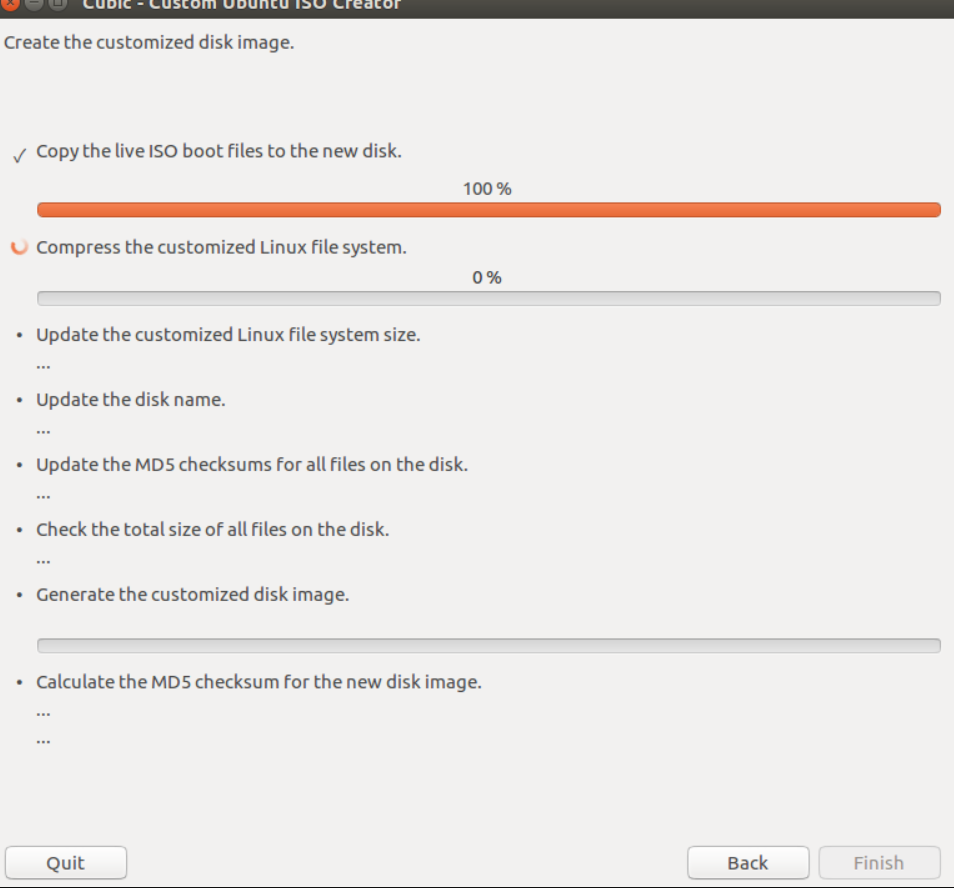 Cubic - Custom Ubuntu ISO Creator
Create the customized disk image.
Copy the live ISO boot files to the new disk.
100 %
Compress the customized Linux file system.
0 %
• Update the customized Linux file system size.
...
• Update the disk name.
...
• Update the MD5 checksums for all files on the disk.
...
• Check the total size of all files on the disk.
...
• Generate the customized disk image.
• Calculate the MD5 checksum for the new disk image.
...
...
Quit Back Finish